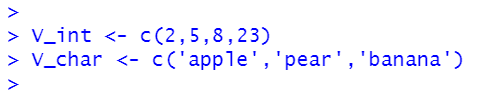 >
> V_int <- c(2,5,8,23)
> V_char <- c('apple','pear','banana')
>